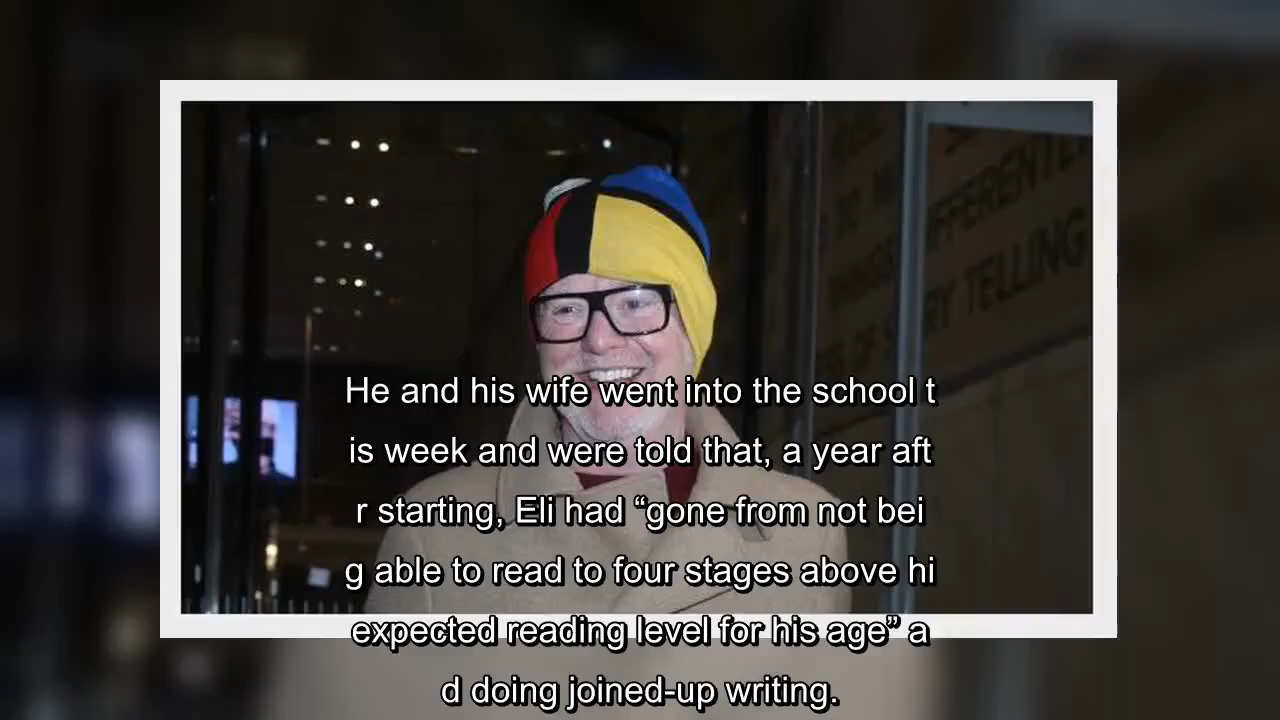 DIFFERENTE
TELLING
He and his wife went into the school t
is week and were told that, a year aft
r starting, Eli had “gone from not bei
g able to read to four stages above hi
expected reading level for his age” a
d doing joined-up writing.